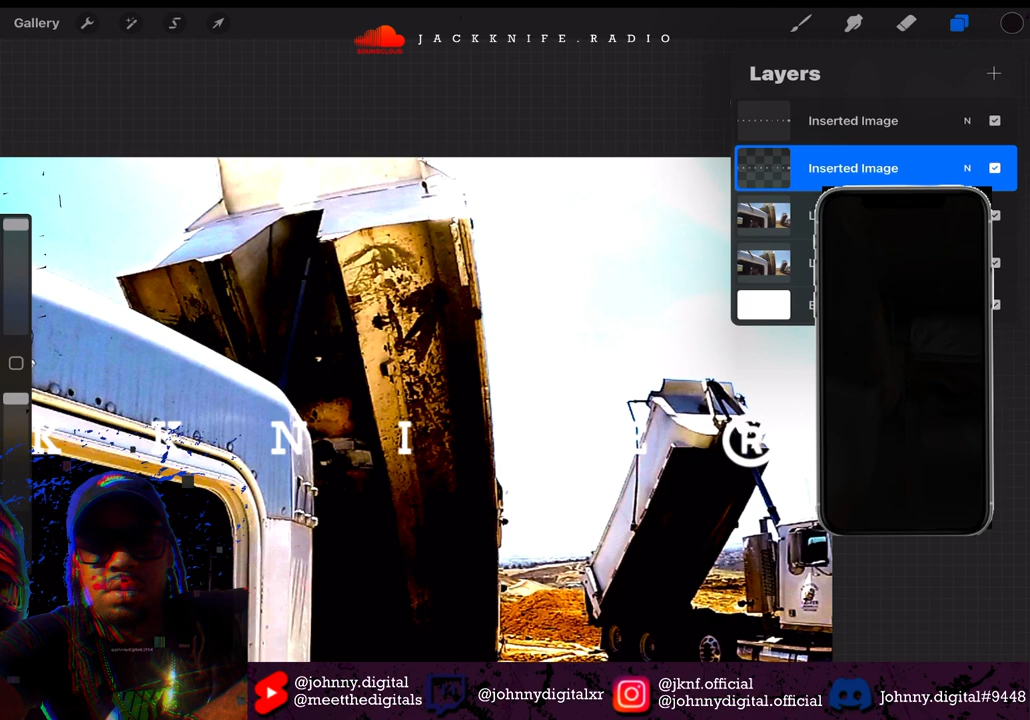 Gallery
SOUNDCLOUD
JACKKNIFE.RADIO
Layers
Inserted Image N
Inserted Image N
L
L
B
K K N I E ®
@johnny.digital
@meetthedigitals
@johnnydigitalxr
@jknf.official
@johnnydigital.official
Johnny.digital#9448